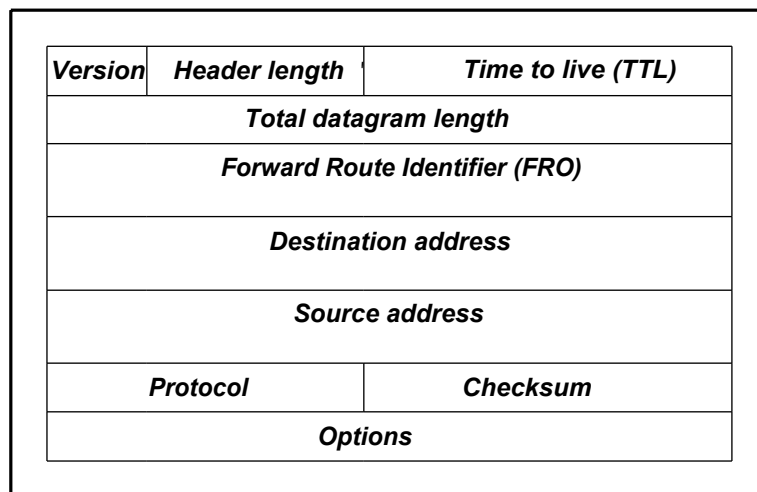 Version Header length Time to live (TTL)
Total datagram length
Forward Route Identifier (FRO)
Destination address
Source address
Protocol Checksum
Options